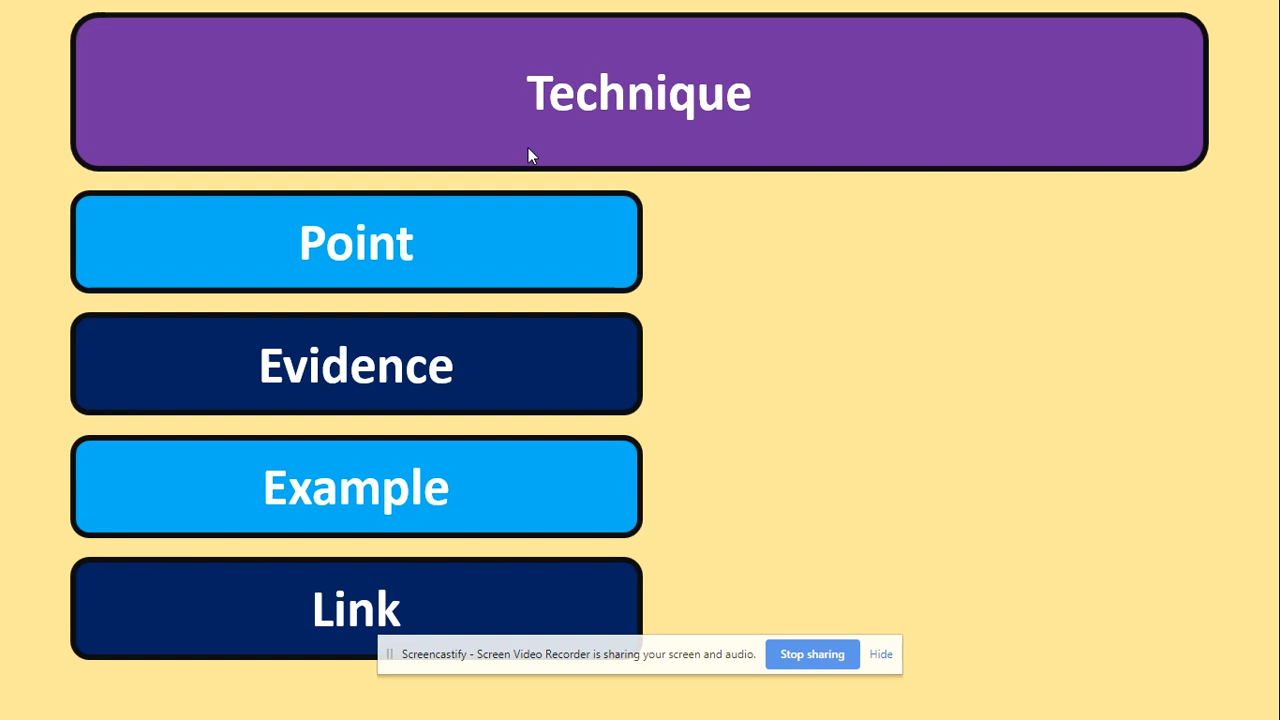 Technique
Point
Evidence
Example
Link
Screencastify - Screen Video Recorder is sharing your screen and audio. Stop sharing Hide